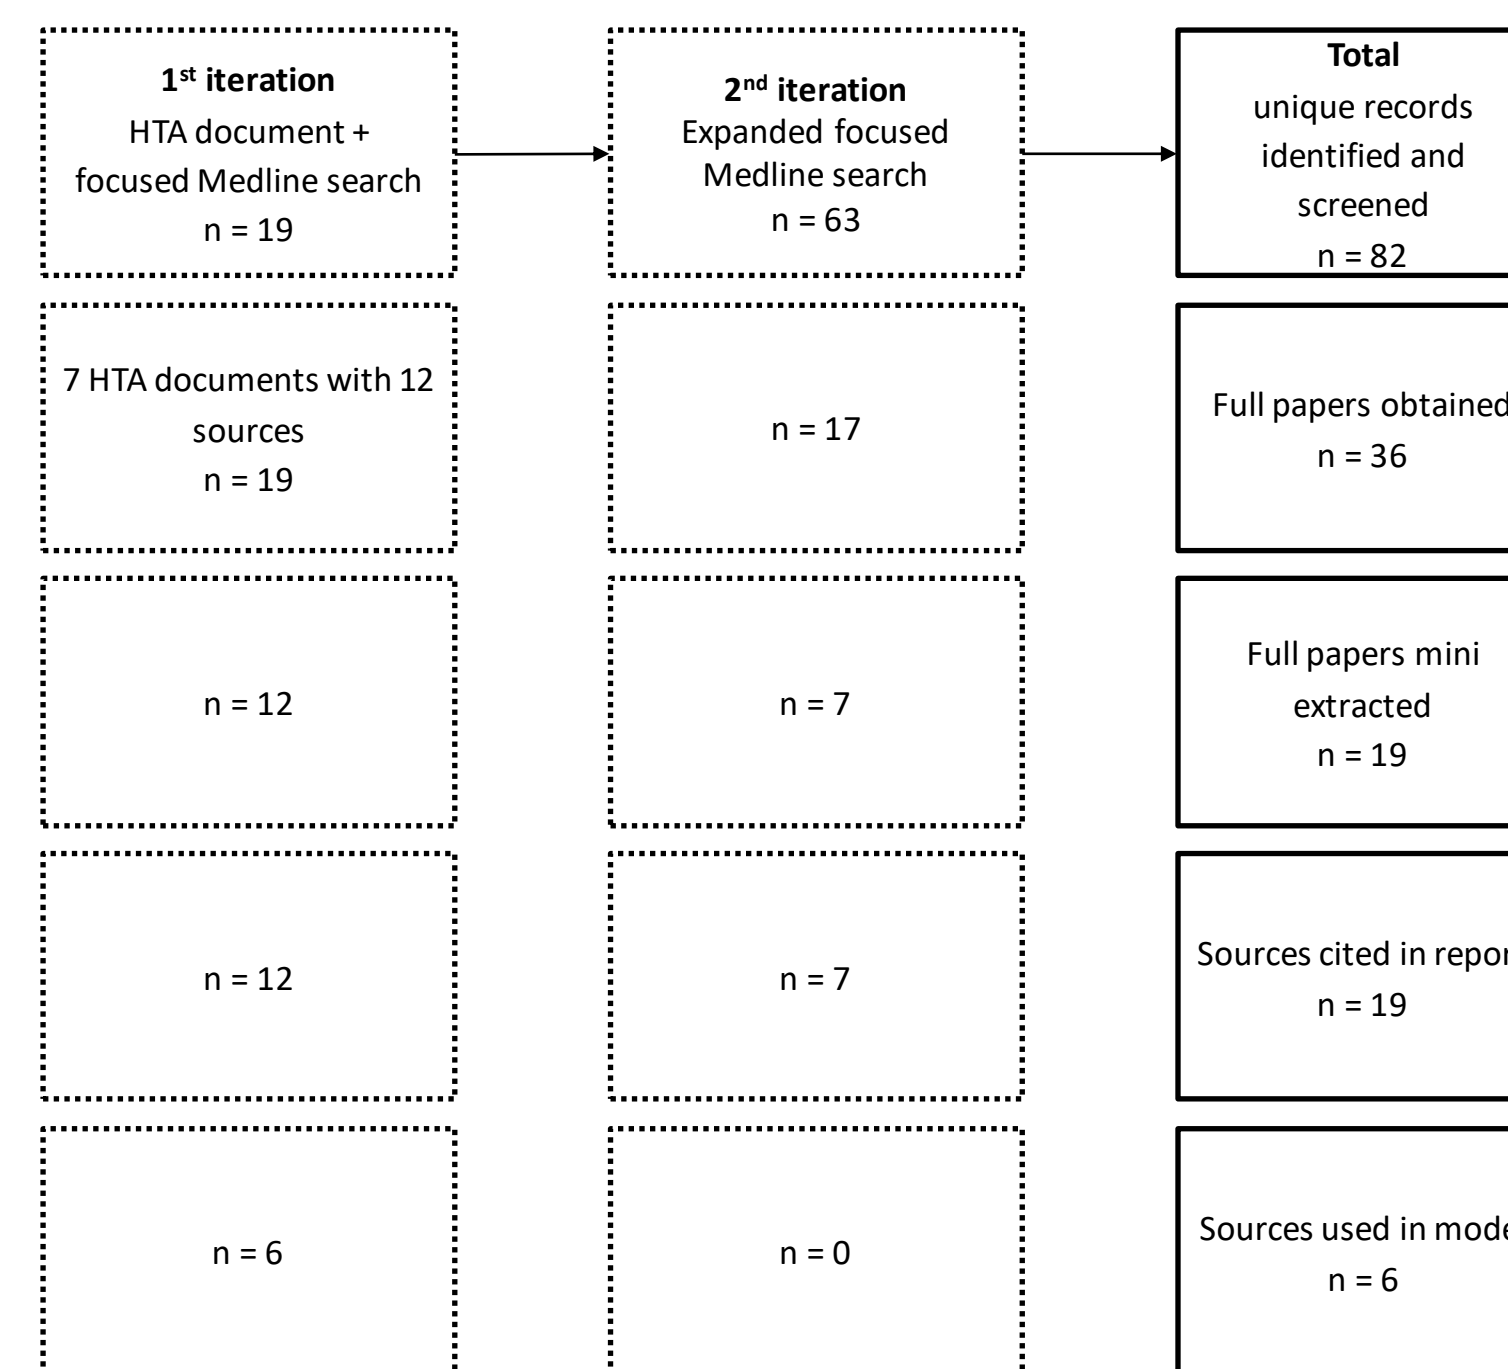 1st iteration
HTA document +
focused Medline search
n = 19
2nd iteration
Expanded focused
Medline search
n = 63
Total
unique records
identified and
screened
n = 82
7 HTA documents with 12
sources
n = 19
n = 17
Full papers obtained
n = 36
n = 12
n = 7
Full papers mini
extracted
n = 19
n = 12
n = 7
Sources cited in
n = 19
n = 6
n = 0
Sources used in
n = 6